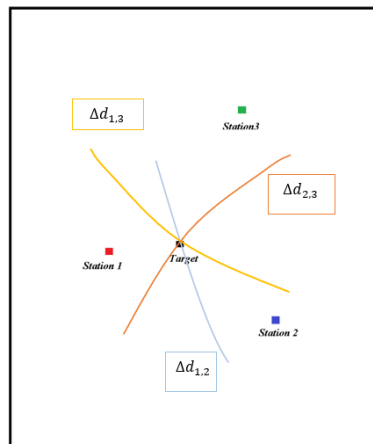 Δd₁,₃
Station3
Δd₂,₃
Station 1
Target
Station 2
Δd₁,₂